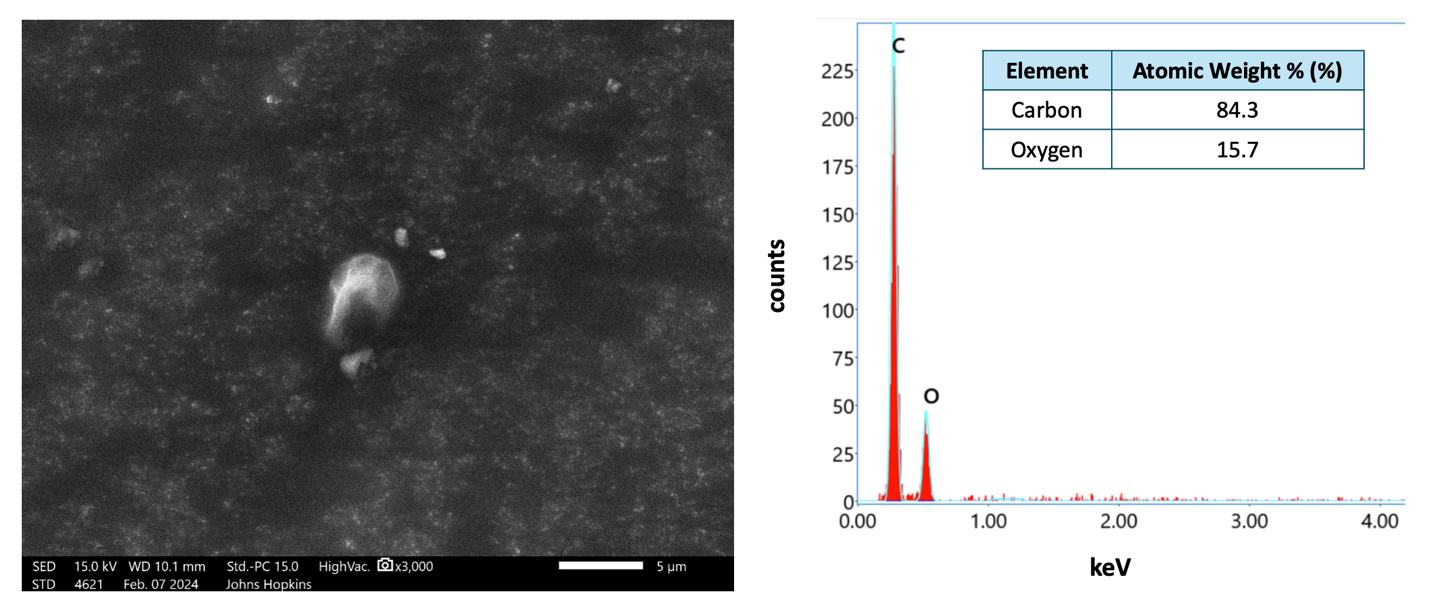 SED 15.0 kV WD 10.1 mm Std.-PC 15.0 HighVac. x3,000 5 μm
STD 4621 Feb. 07 2024 Johns Hopkins
C
O
Element Atomic Weight % (%)
Carbon 84.3
Oxygen 15.7
counts
225
200
175
150
125
100
75
50
25
0
0.00 1.00 2.00 3.00 4.00
keV